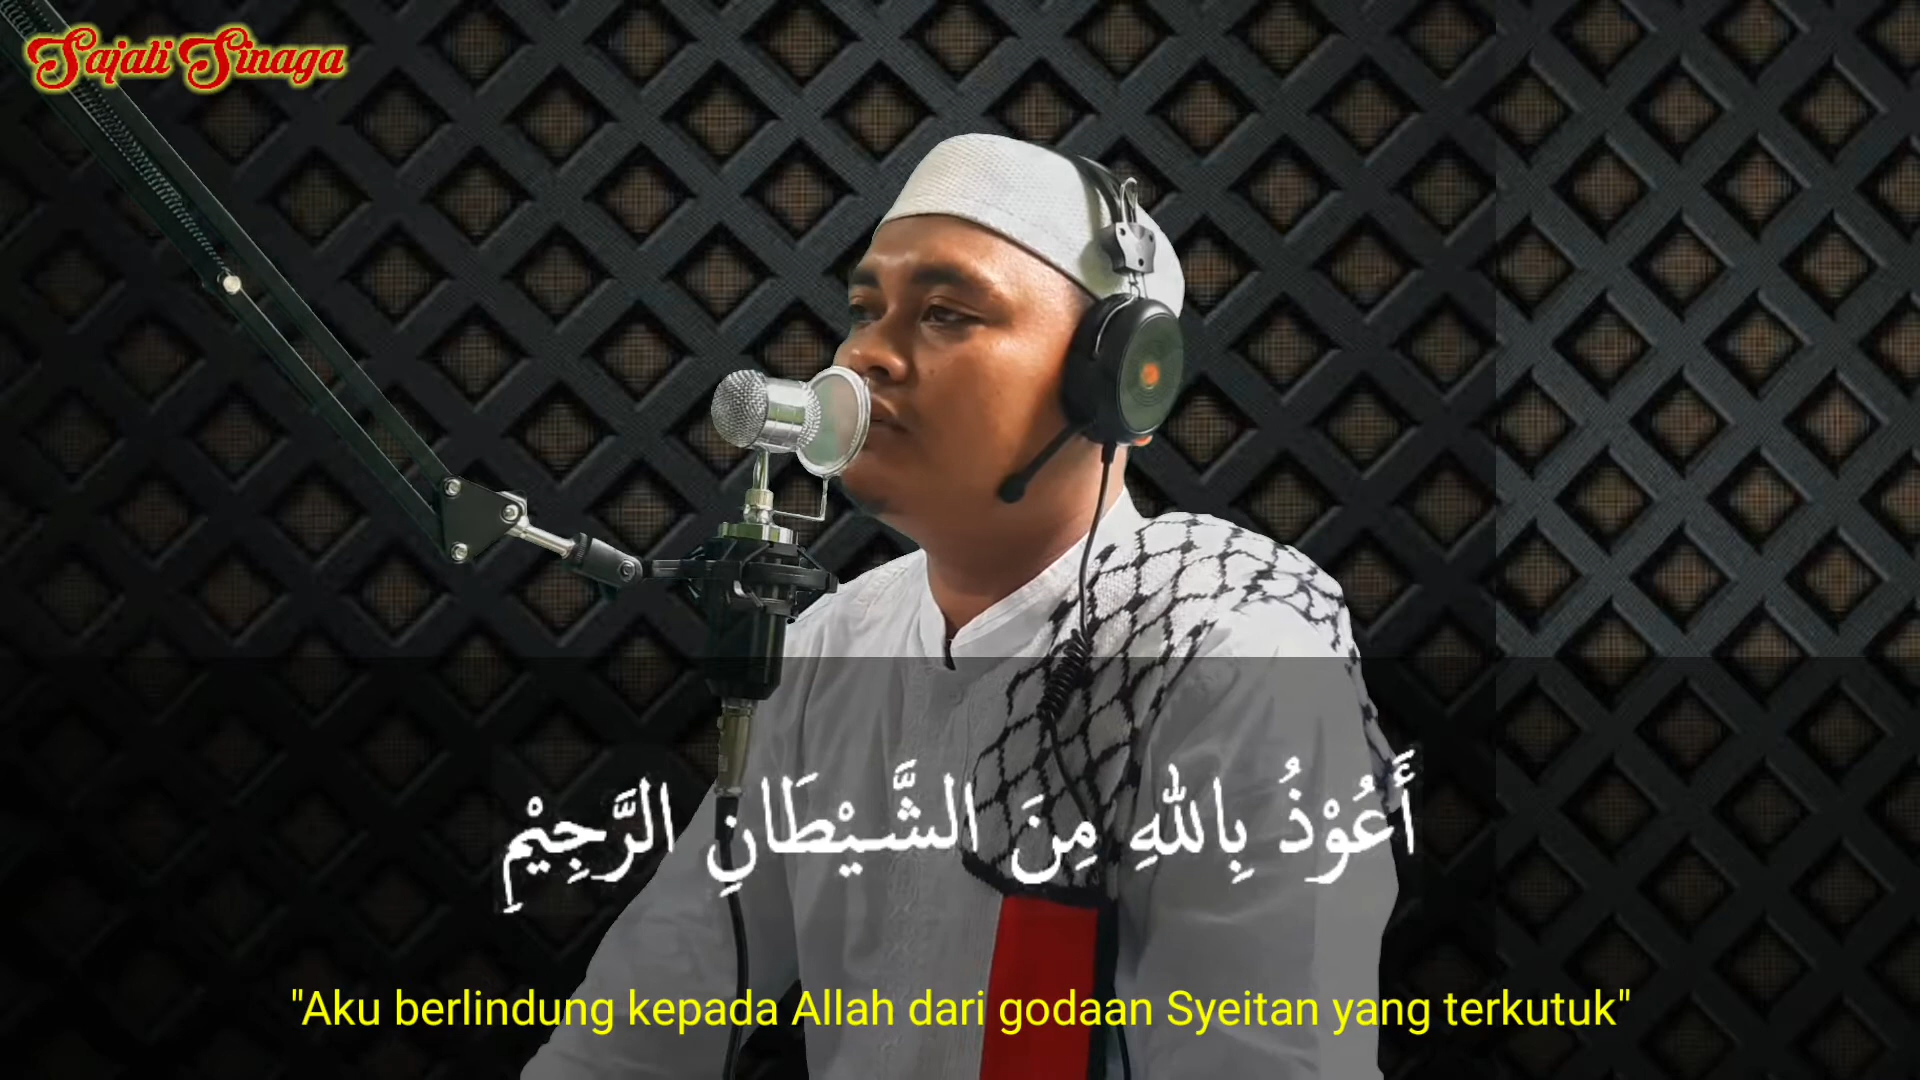 Sajali Sinaga
أَعُوْذُ بِاللهِ مِنَ الشَّيْطَانِ الرَّجِيْمِ
"Aku berlindung kepada Allah dari godaan Syeitan yang terkutuk"